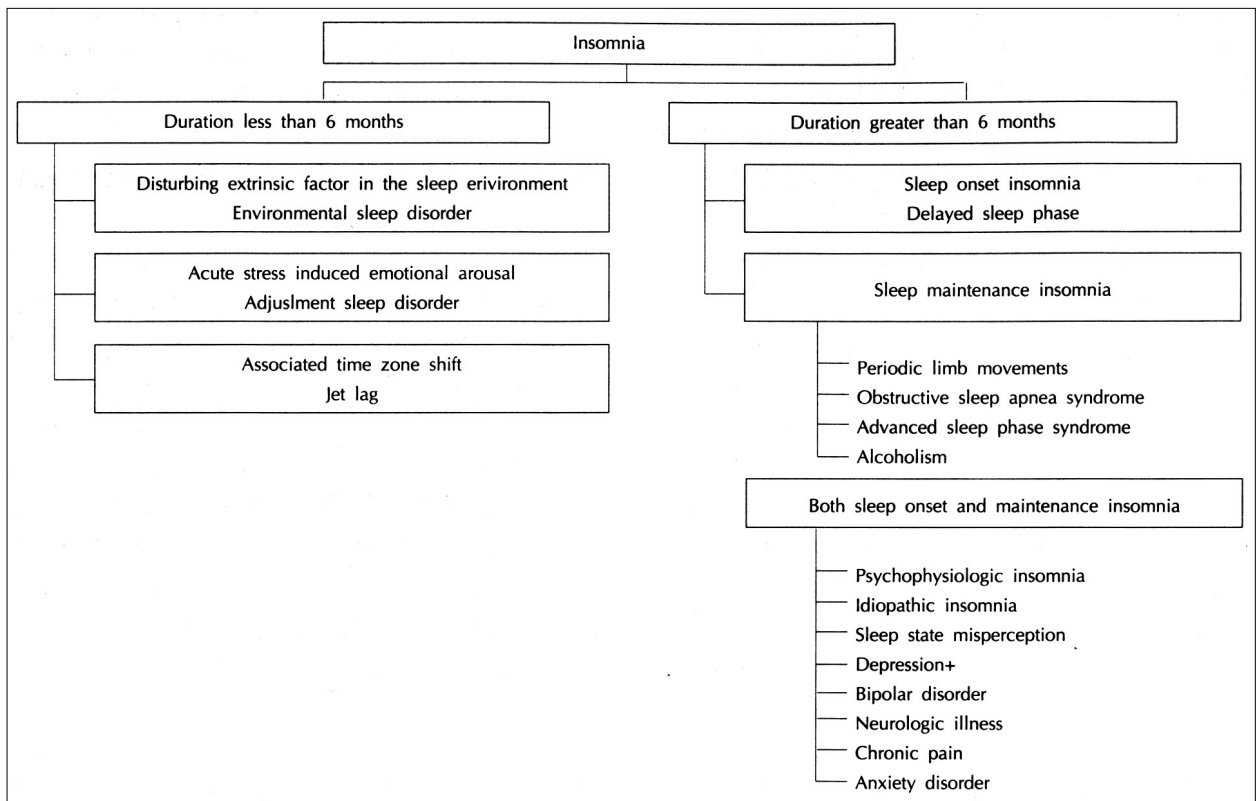 Insomnia
Duration less than 6 months
Disturbing extrinsic factor in the sleep erivironment
Environmental sleep disorder
Acute stress induced emotional arousal
Adjuslment sleep disorder
Associated time zone shift
Jet lag
Duration greater than 6 months
Sleep onset insomnia
Delayed sleep phase
Sleep maintenance insomnia
Periodic limb movements
Obstructive sleep apnea syndrome
Advanced sleep phase syndrome
Alcoholism
Both sleep onset and maintenance insomnia
Psychophysiologic insomnia
Idiopathic insomnia
Sleep state misperception
Depression+
Bipolar disorder
Neurologic illness
Chronic pain
Anxiety disorder